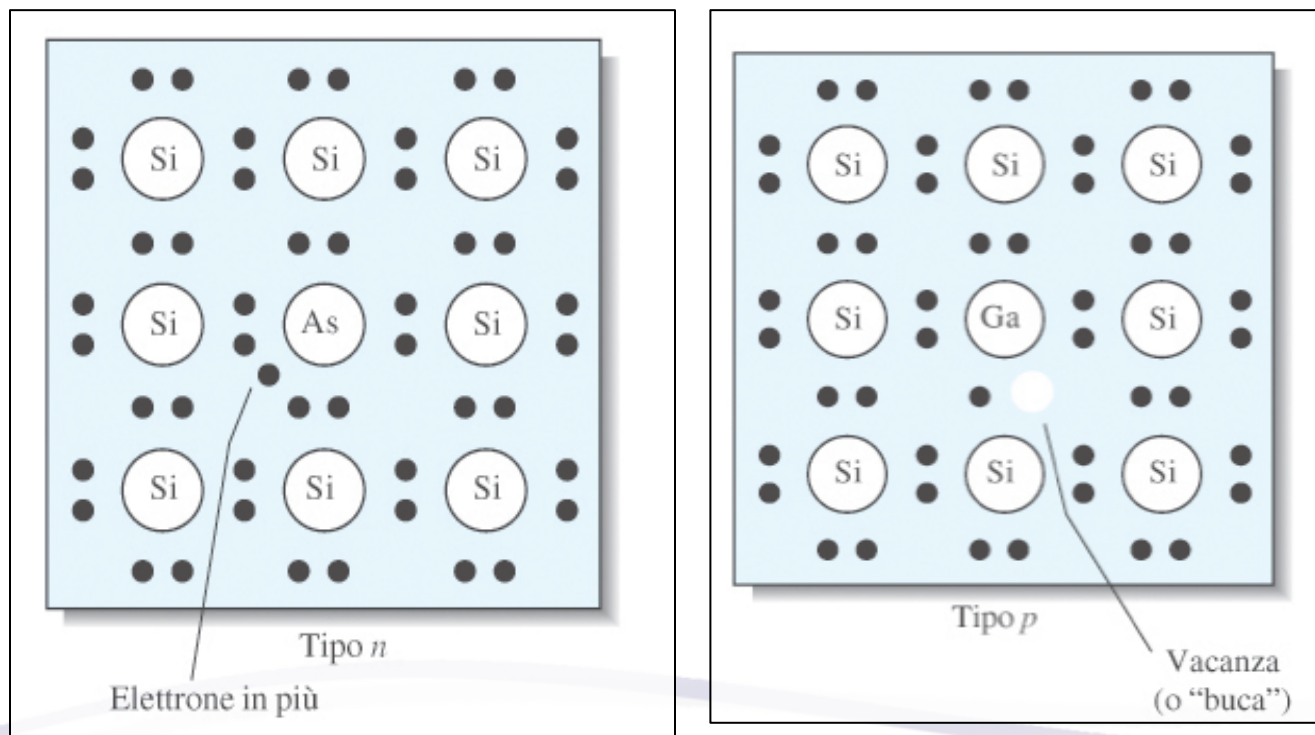 Si Si Si
Si As Si
Si Si Si
Tipo n
Elettrone in più
Si Si Si
Si Ga Si
Si Si Si
Tipo p
Vacanza
(o “buca”)